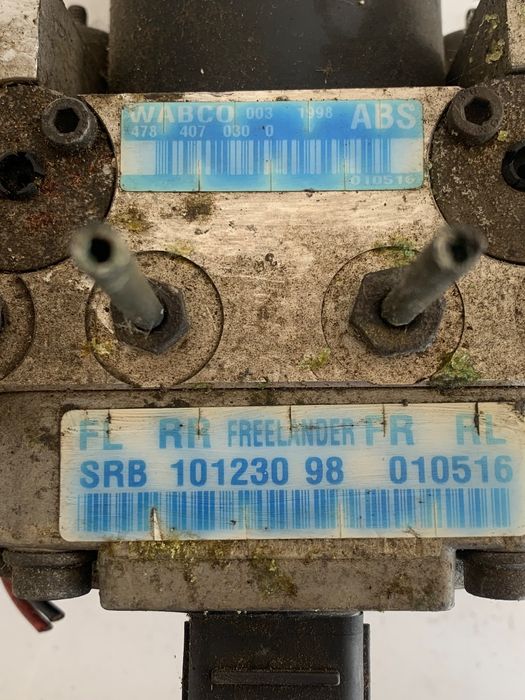 WABCO 003 1998 ABS
478 407 030 0
010516
FL RR FREELANDER FR RL
SRB 101230 98 010516